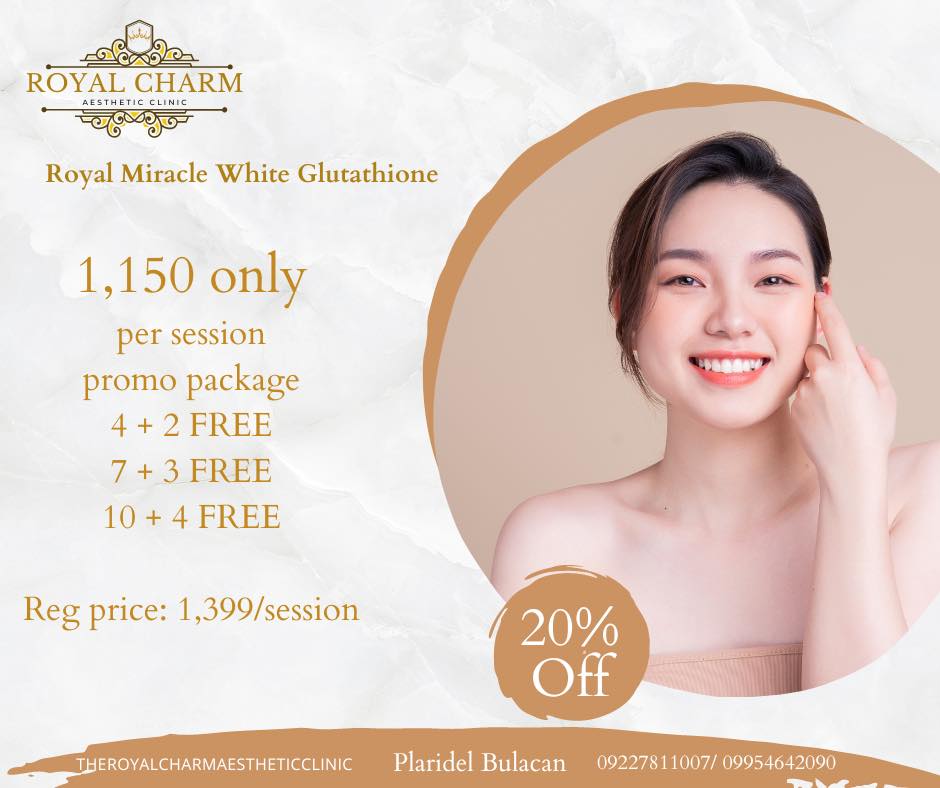 ROYAL CHARM
AESTHETIC CLINIC
Royal Miracle White Glutathione
1,150 only
per session
promo package
4 + 2 FREE
7 + 3 FREE
10 + 4 FREE
Reg price: 1,399/session
20%
Off
THEROYALCHARMAESTHETICCLINIC
Plaridel Bulacan
09227811007/ 09954642090